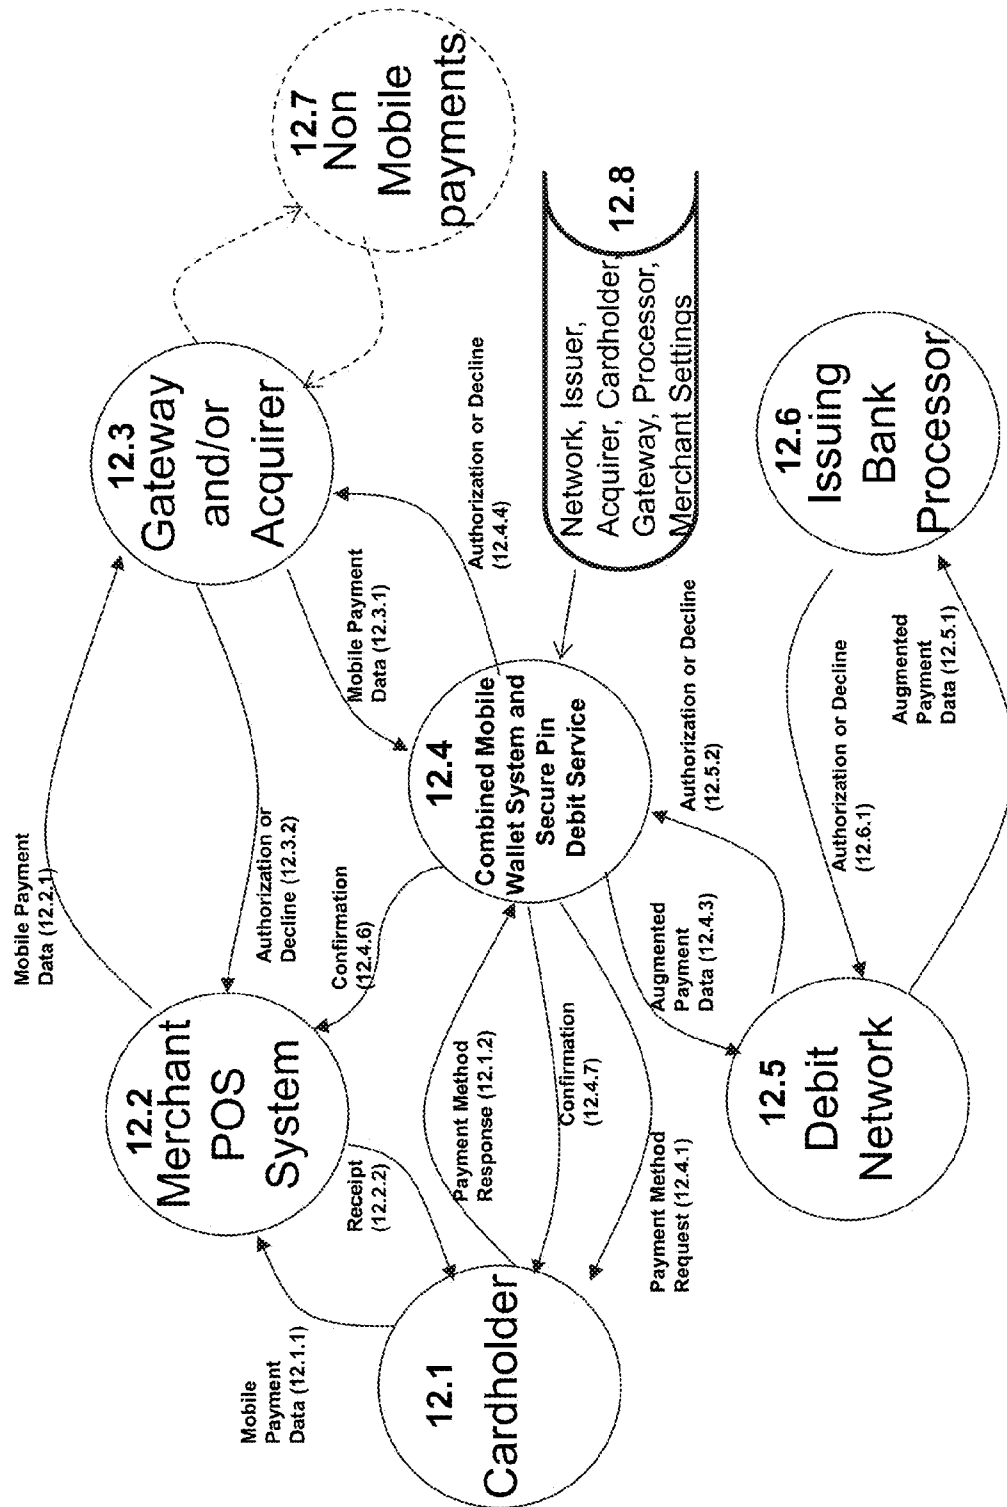 Mobile
Payment
Data (12.1.1)
12.1
Cardholder
Receipt
(12.2.2)
12.2
Merchant
POS
System
Mobile Payment
Data (12.2.1)
Authorization or
Decline (12.3.2)
12.3
Gateway
and/or
Acquirer
12.7
Non
Mobile
payments
Confirmation
(12.4.6)
Mobile Payment
Data (12.3.1)
Authorization or Decline
(12.4.4)
Payment Method
Response (12.1.2)
Confirmation
(12.4.7)
Payment Method
Request (12.4.1)
12.4
Combined Mobile
Wallet System and
Secure Pin
Debit Service
12.8
Network, Issuer,
Acquirer, Cardholder,
Gateway, Processor,
Merchant Settings
Augmented
Payment
Data (12.4.3)
Authorization or Decline
(12.5.2)
12.5
Debit
Network
Authorization or Decline
(12.6.1)
Augmented
Payment
Data (12.5.1)
12.6
Issuing
Bank
Processor